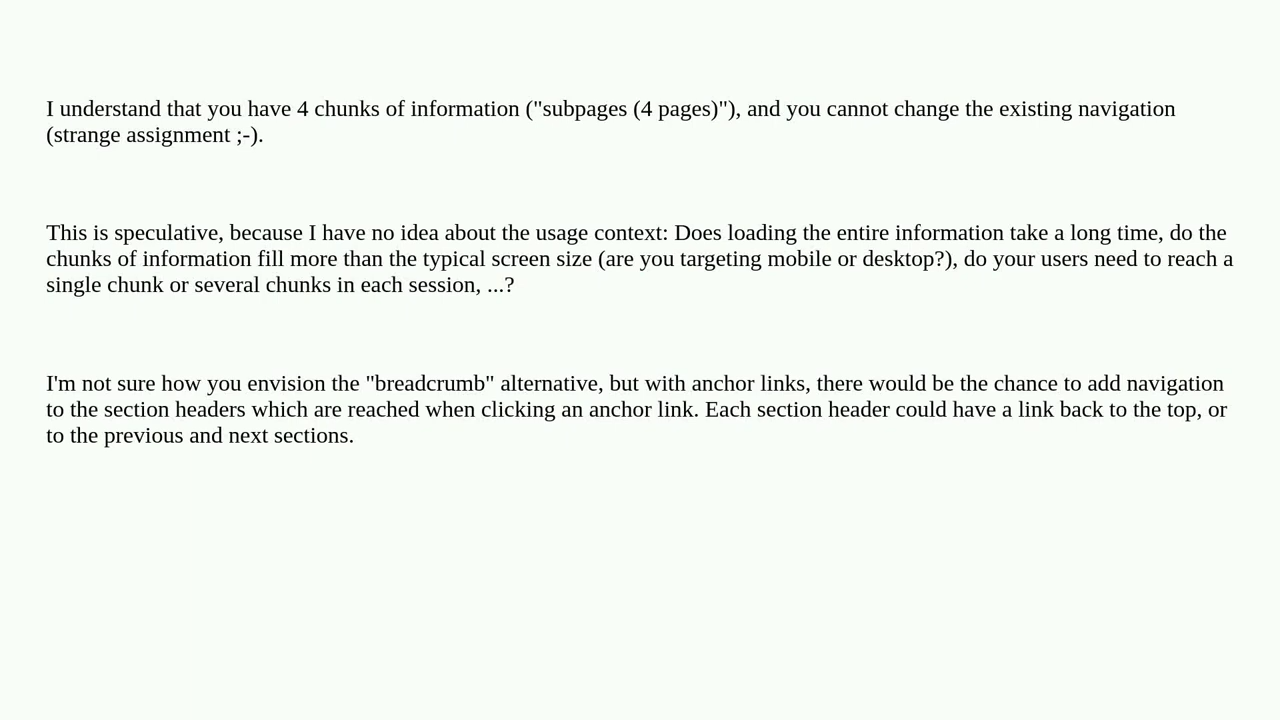 I understand that you have 4 chunks of information ("subpages (4 pages)"), and you cannot change the existing navigation
(strange assignment ;-).
This is speculative, because I have no idea about the usage context: Does loading the entire information take a long time, do the
chunks of information fill more than the typical screen size (are you targeting mobile or desktop?), do your users need to reach a
single chunk or several chunks in each session, ...?
I'm not sure how you envision the "breadcrumb" alternative, but with anchor links, there would be the chance to add navigation
to the section headers which are reached when clicking an anchor link. Each section header could have a link back to the top, or
to the previous and next sections.